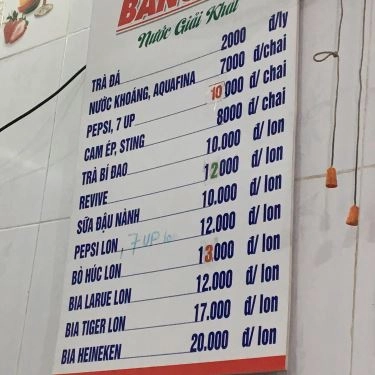 Nước Giải Khát
TRÀ ĐÁ 2000 đ/ly
NƯỚC KHOÁNG, AQUAFINA 7000 đ/chai
PEPSI, 7 UP 10000 đ/chai
CAM ÉP, STING 8000 đ/chai
TRÀ BÍ ĐAO 10.000 đ/ lon
REVIVE 12000 đ/ lon
SỮA ĐẬU NÀNH 10.000 đ/ lon
PEPSI LON , 7 UP lon 12.000 đ/ lon
BÒ HÚC LON 13.000 đ/ lon
BIA LARUE LON 12.000 đ/ lon
BIA TIGER LON 17.000 đ/ lon
BIA HEINEKEN 20.000 đ/ lon